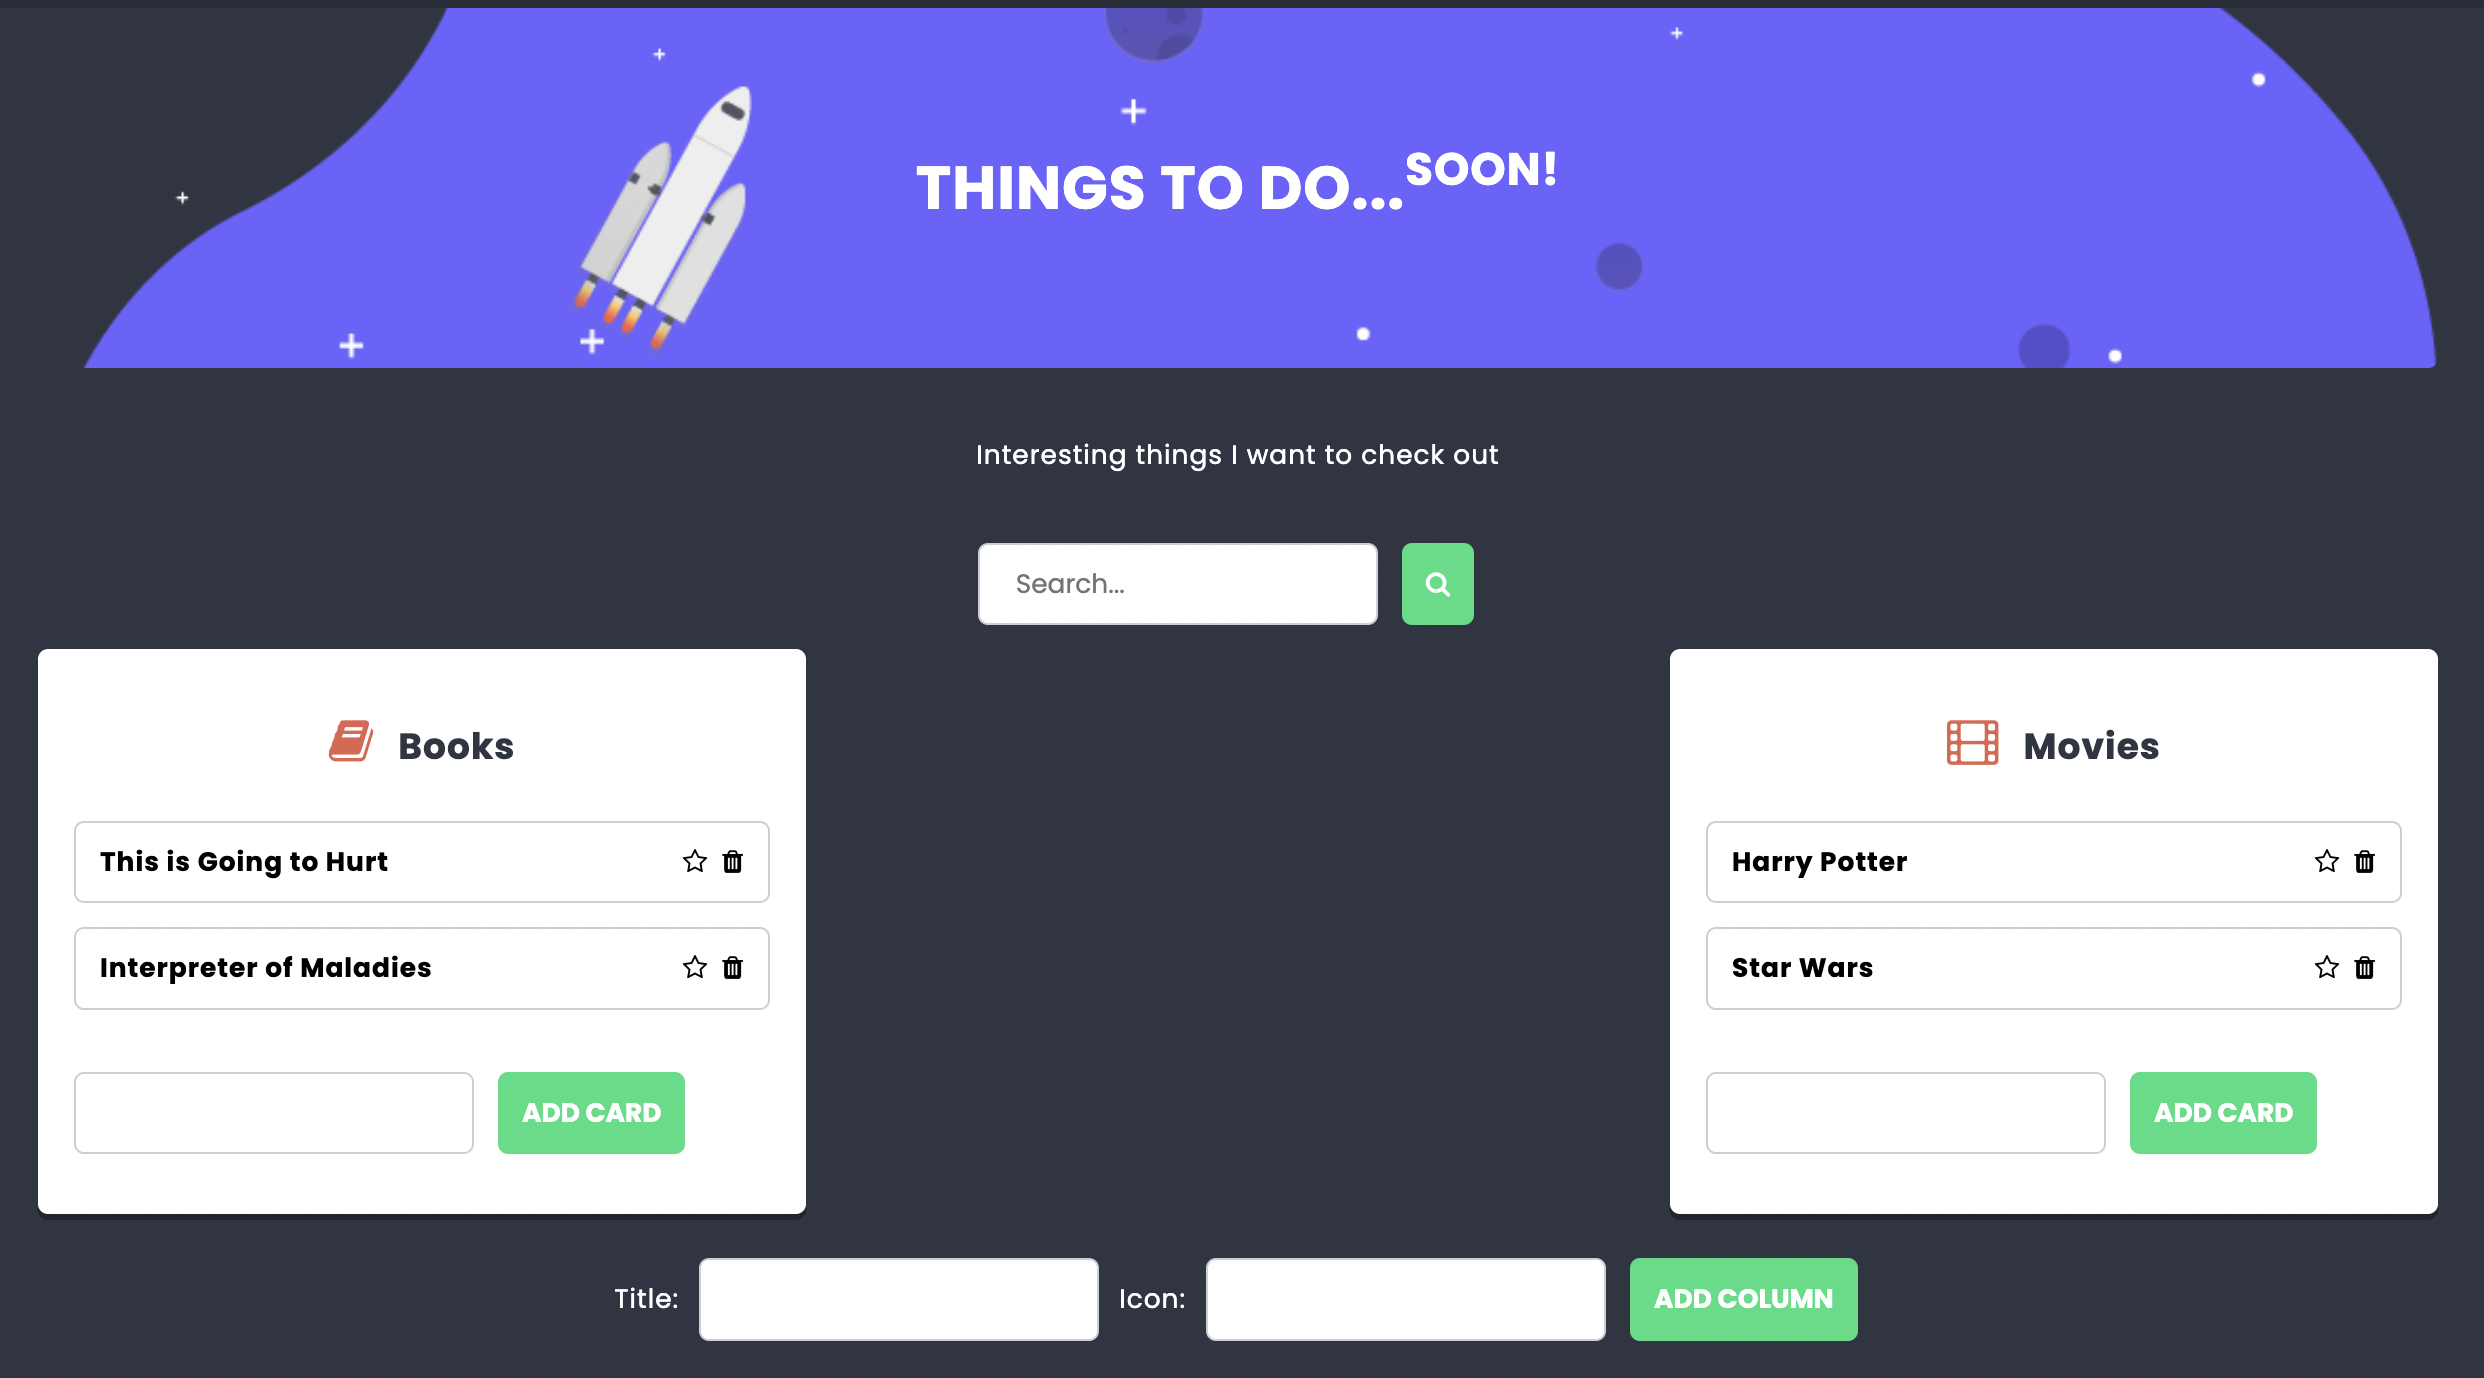 THINGS TO DO...SOON!
Interesting things I want to check out
Search...
Books
This is Going to Hurt
Interpreter of Maladies
ADD CARD
Movies
Harry Potter
Star Wars
ADD CARD
Title:
Icon:
ADD COLUMN